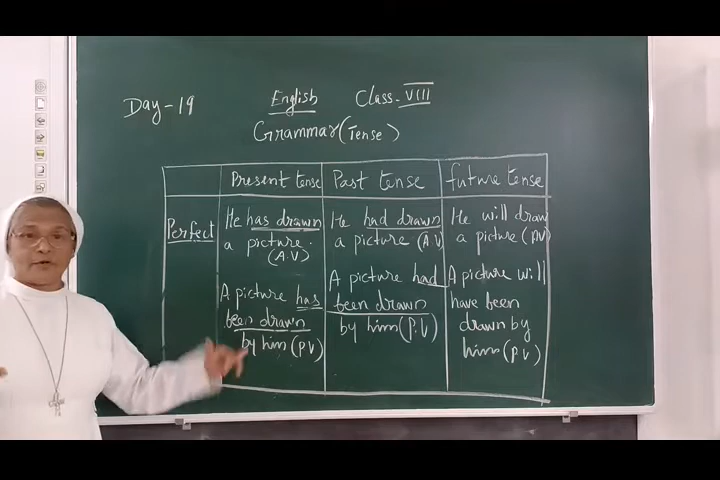 Day-19
English Class-VIII
Grammar (Tense)
Present tense
Past tense
future tense
Perfect
He has drawn
a picture.
(A.V)
A picture has
been drawn
by him (P.V)
He had drawn
a picture (A.V)
A picture had
been drawn
by him (P.V)
He will draw
a picture (AV)
A picture will
have been
drawn by
him (P.V)